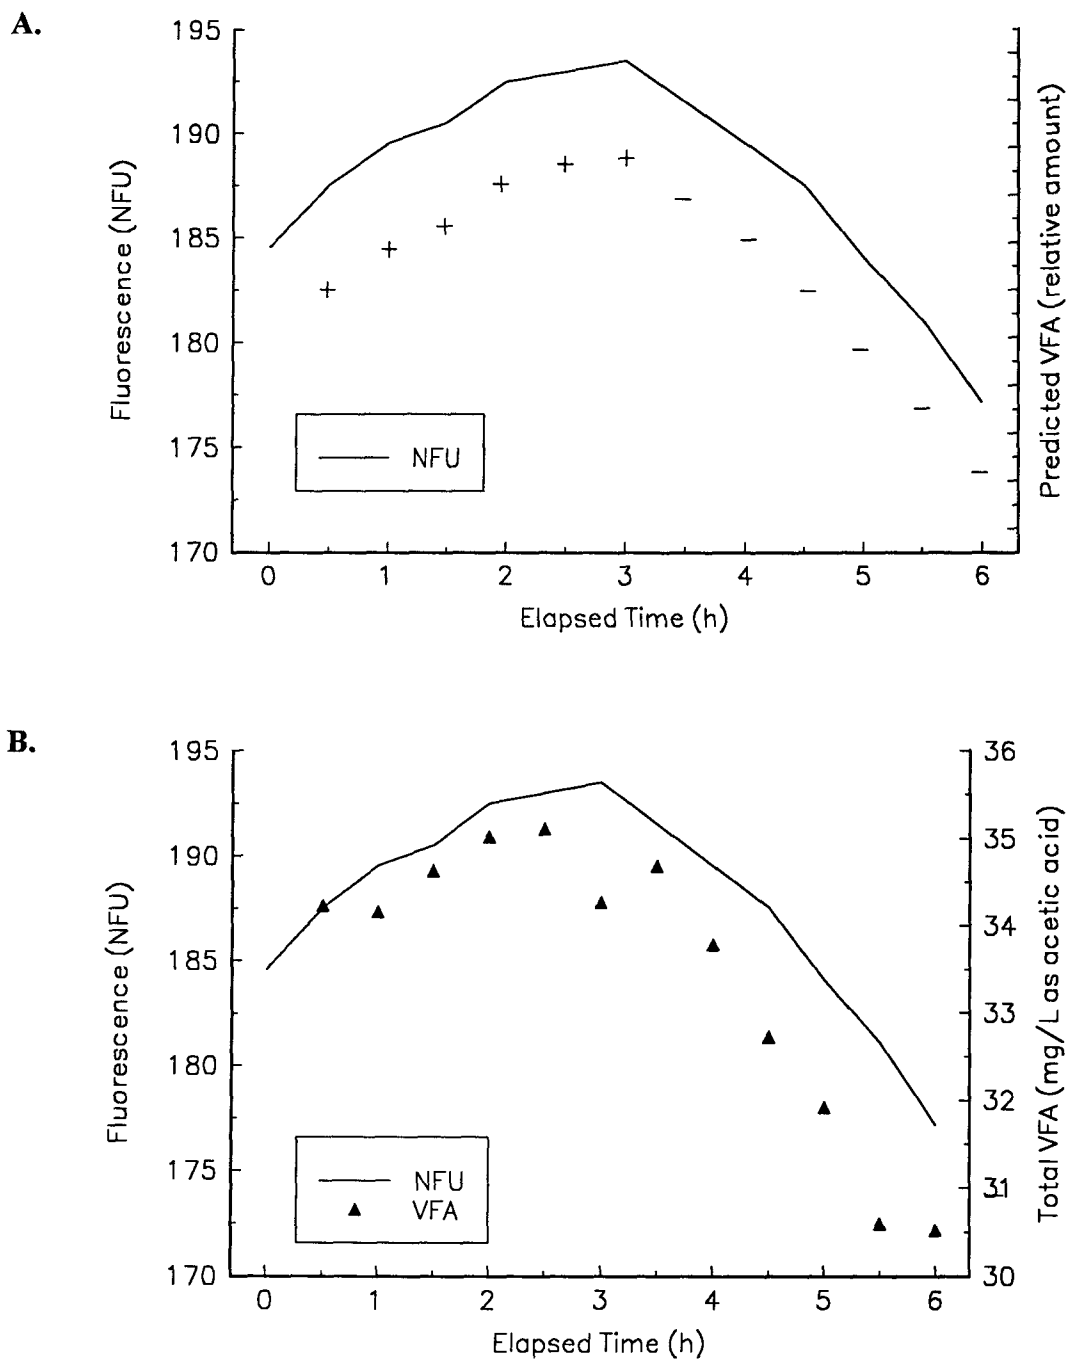 A.
195
190
185
180
175
170
Fluorescence (NFU)
NFU
Predicted VFA (relative amount)
0 1 2 3 4 5 6
Elapsed Time (h)
B.
195
190
185
180
175
170
Fluorescence (NFU)
NFU
VFA
36
35
34
33
32
31
30
Total VFA (mg/L as acetic acid)
0 1 2 3 4 5 6
Elapsed Time (h)